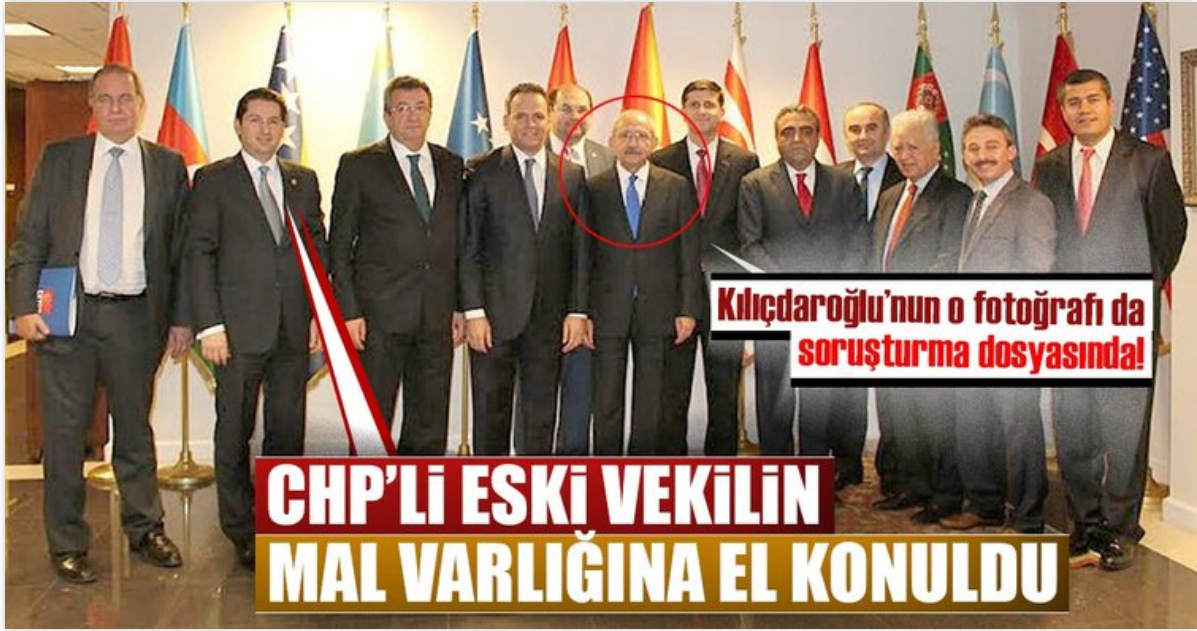 Kılıçdaroğlu'nun o fotoğrafı da
soruşturma dosyasında!
CHP'Lİ ESKİ VEKİLİN
MAL VARLIĞINA EL KONULDU